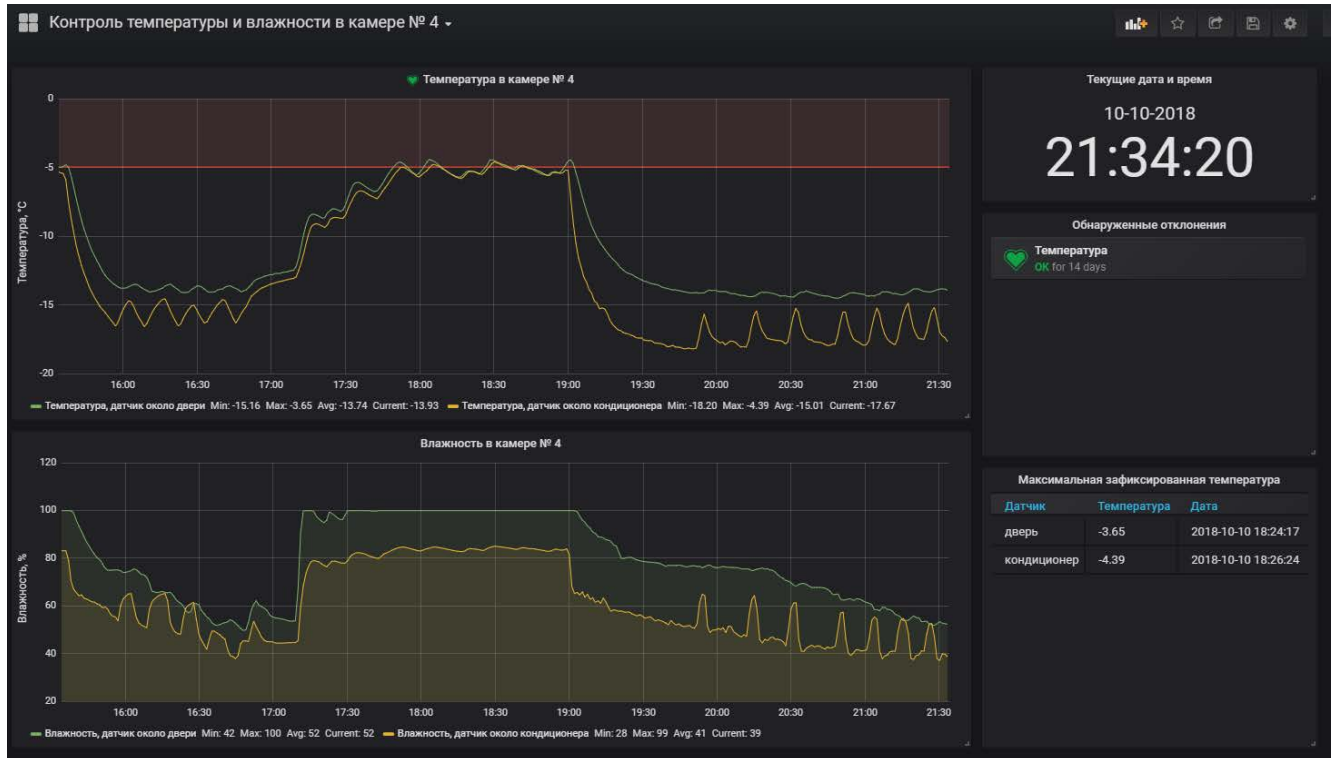 Контроль температуры и влажности в камере № 4
Температура в камере № 4
0
-5
-10
-15
-20
Температура, °C
16:00 16:30 17:00 17:30 18:00 18:30 19:00 19:30 20:00 20:30 21:00 21:30
Температура, датчик около двери Min: -15.16 Max: -3.65 Avg: -13.74 Current: -13.93 Температура, датчик около кондиционера Min: -18.20 Max: -4.39 Avg: -15.01 Current: -17.67
Влажность в камере № 4
120
100
80
60
40
20
Влажность, %
16:00 16:30 17:00 17:30 18:00 18:30 19:00 19:30 20:00 20:30 21:00 21:30
Влажность, датчик около двери Min: 42 Max: 100 Avg: 52 Current: 52 Влажность, датчик около кондиционера Min: 28 Max: 99 Avg: 41 Current: 39
Текущие дата и время
10-10-2018
21:34:20
Обнаруженные отклонения
Температура
OK for 14 days
Максимальная зафиксированная температура
Датчик Температура Дата
дверь -3.65 2018-10-10 18:24:17
кондиционер -4.39 2018-10-10 18:26:24